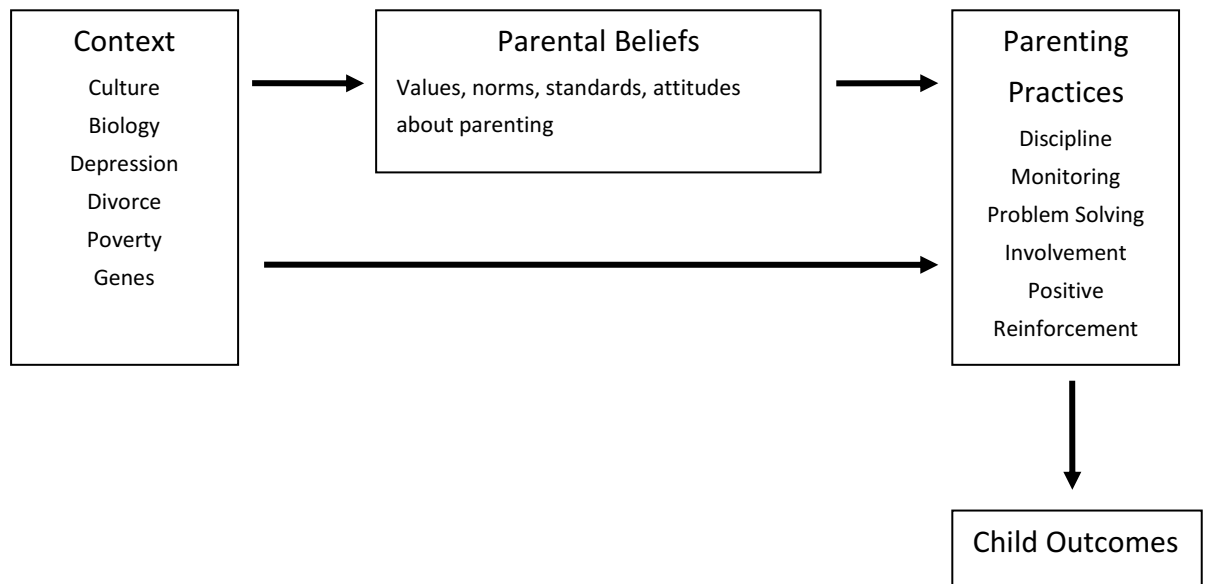 Context
Culture
Biology
Depression
Divorce
Poverty
Genes
Parental Beliefs
Values, norms, standards, attitudes
about parenting
Parenting
Practices
Discipline
Monitoring
Problem Solving
Involvement
Positive
Reinforcement
Child Outcomes